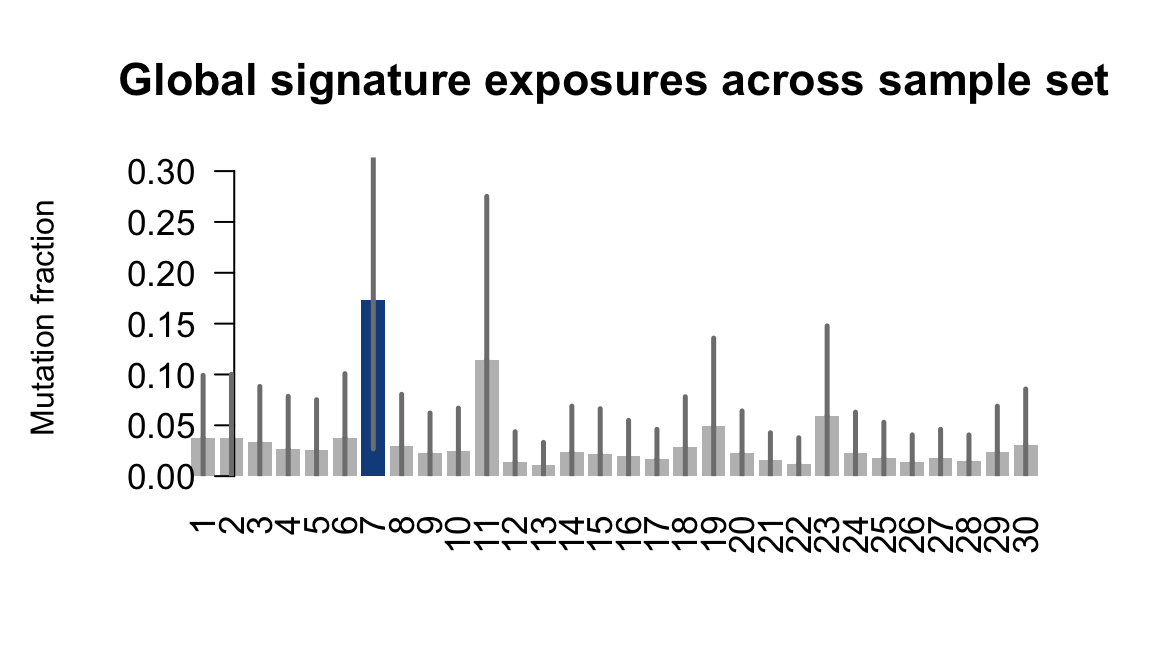 Global signature exposures across sample set
Mutation fraction
0.30
0.25
0.20
0.15
0.10
0.05
0.00
1 2 3 4 5 6 7 8 9 10 11 12 13 14 15 16 17 18 19 20 21 22 23 24 25 26 27 28 29 30